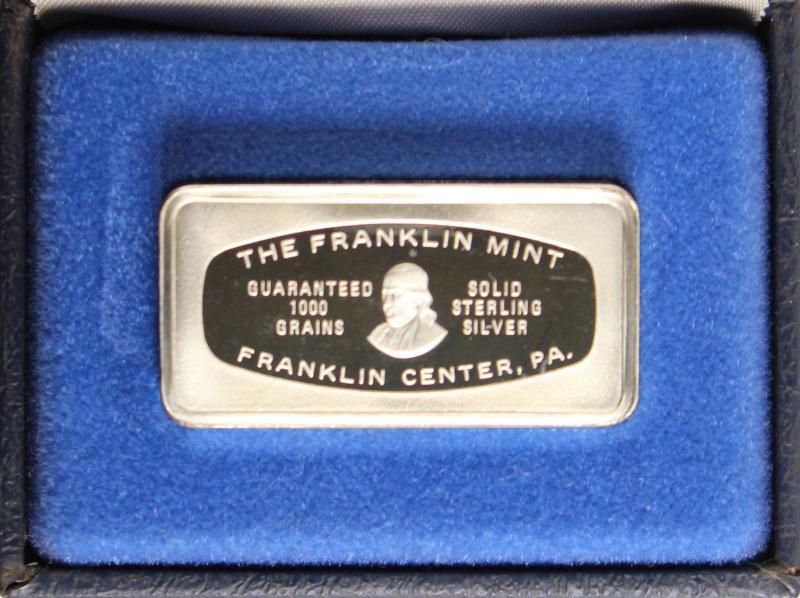 THE FRANKLIN MINT
GUARANTEED
1000
GRAINS
SOLID
STERLING
SILVER
FRANKLIN CENTER, PA.